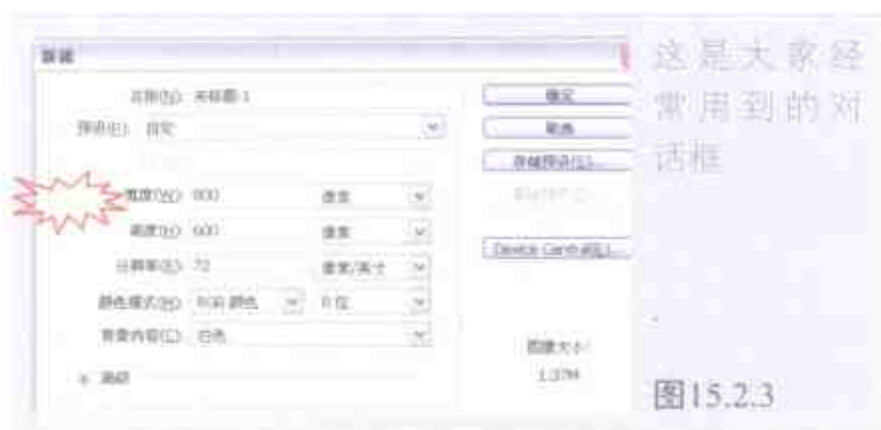 新建
名称(N): 未标题-1
预设(P): 自定
宽度(W): 800 像素
高度(H): 600 像素
分辨率(R): 72 像素/英寸
颜色模式(M): RGB 颜色 8 位
背景内容(C): 白色
高级
确定
取消
存储预设(S)...
Device Central(E)...
图像大小:
1.37M
这是大家经
常用到的对
话框
图15.2.3